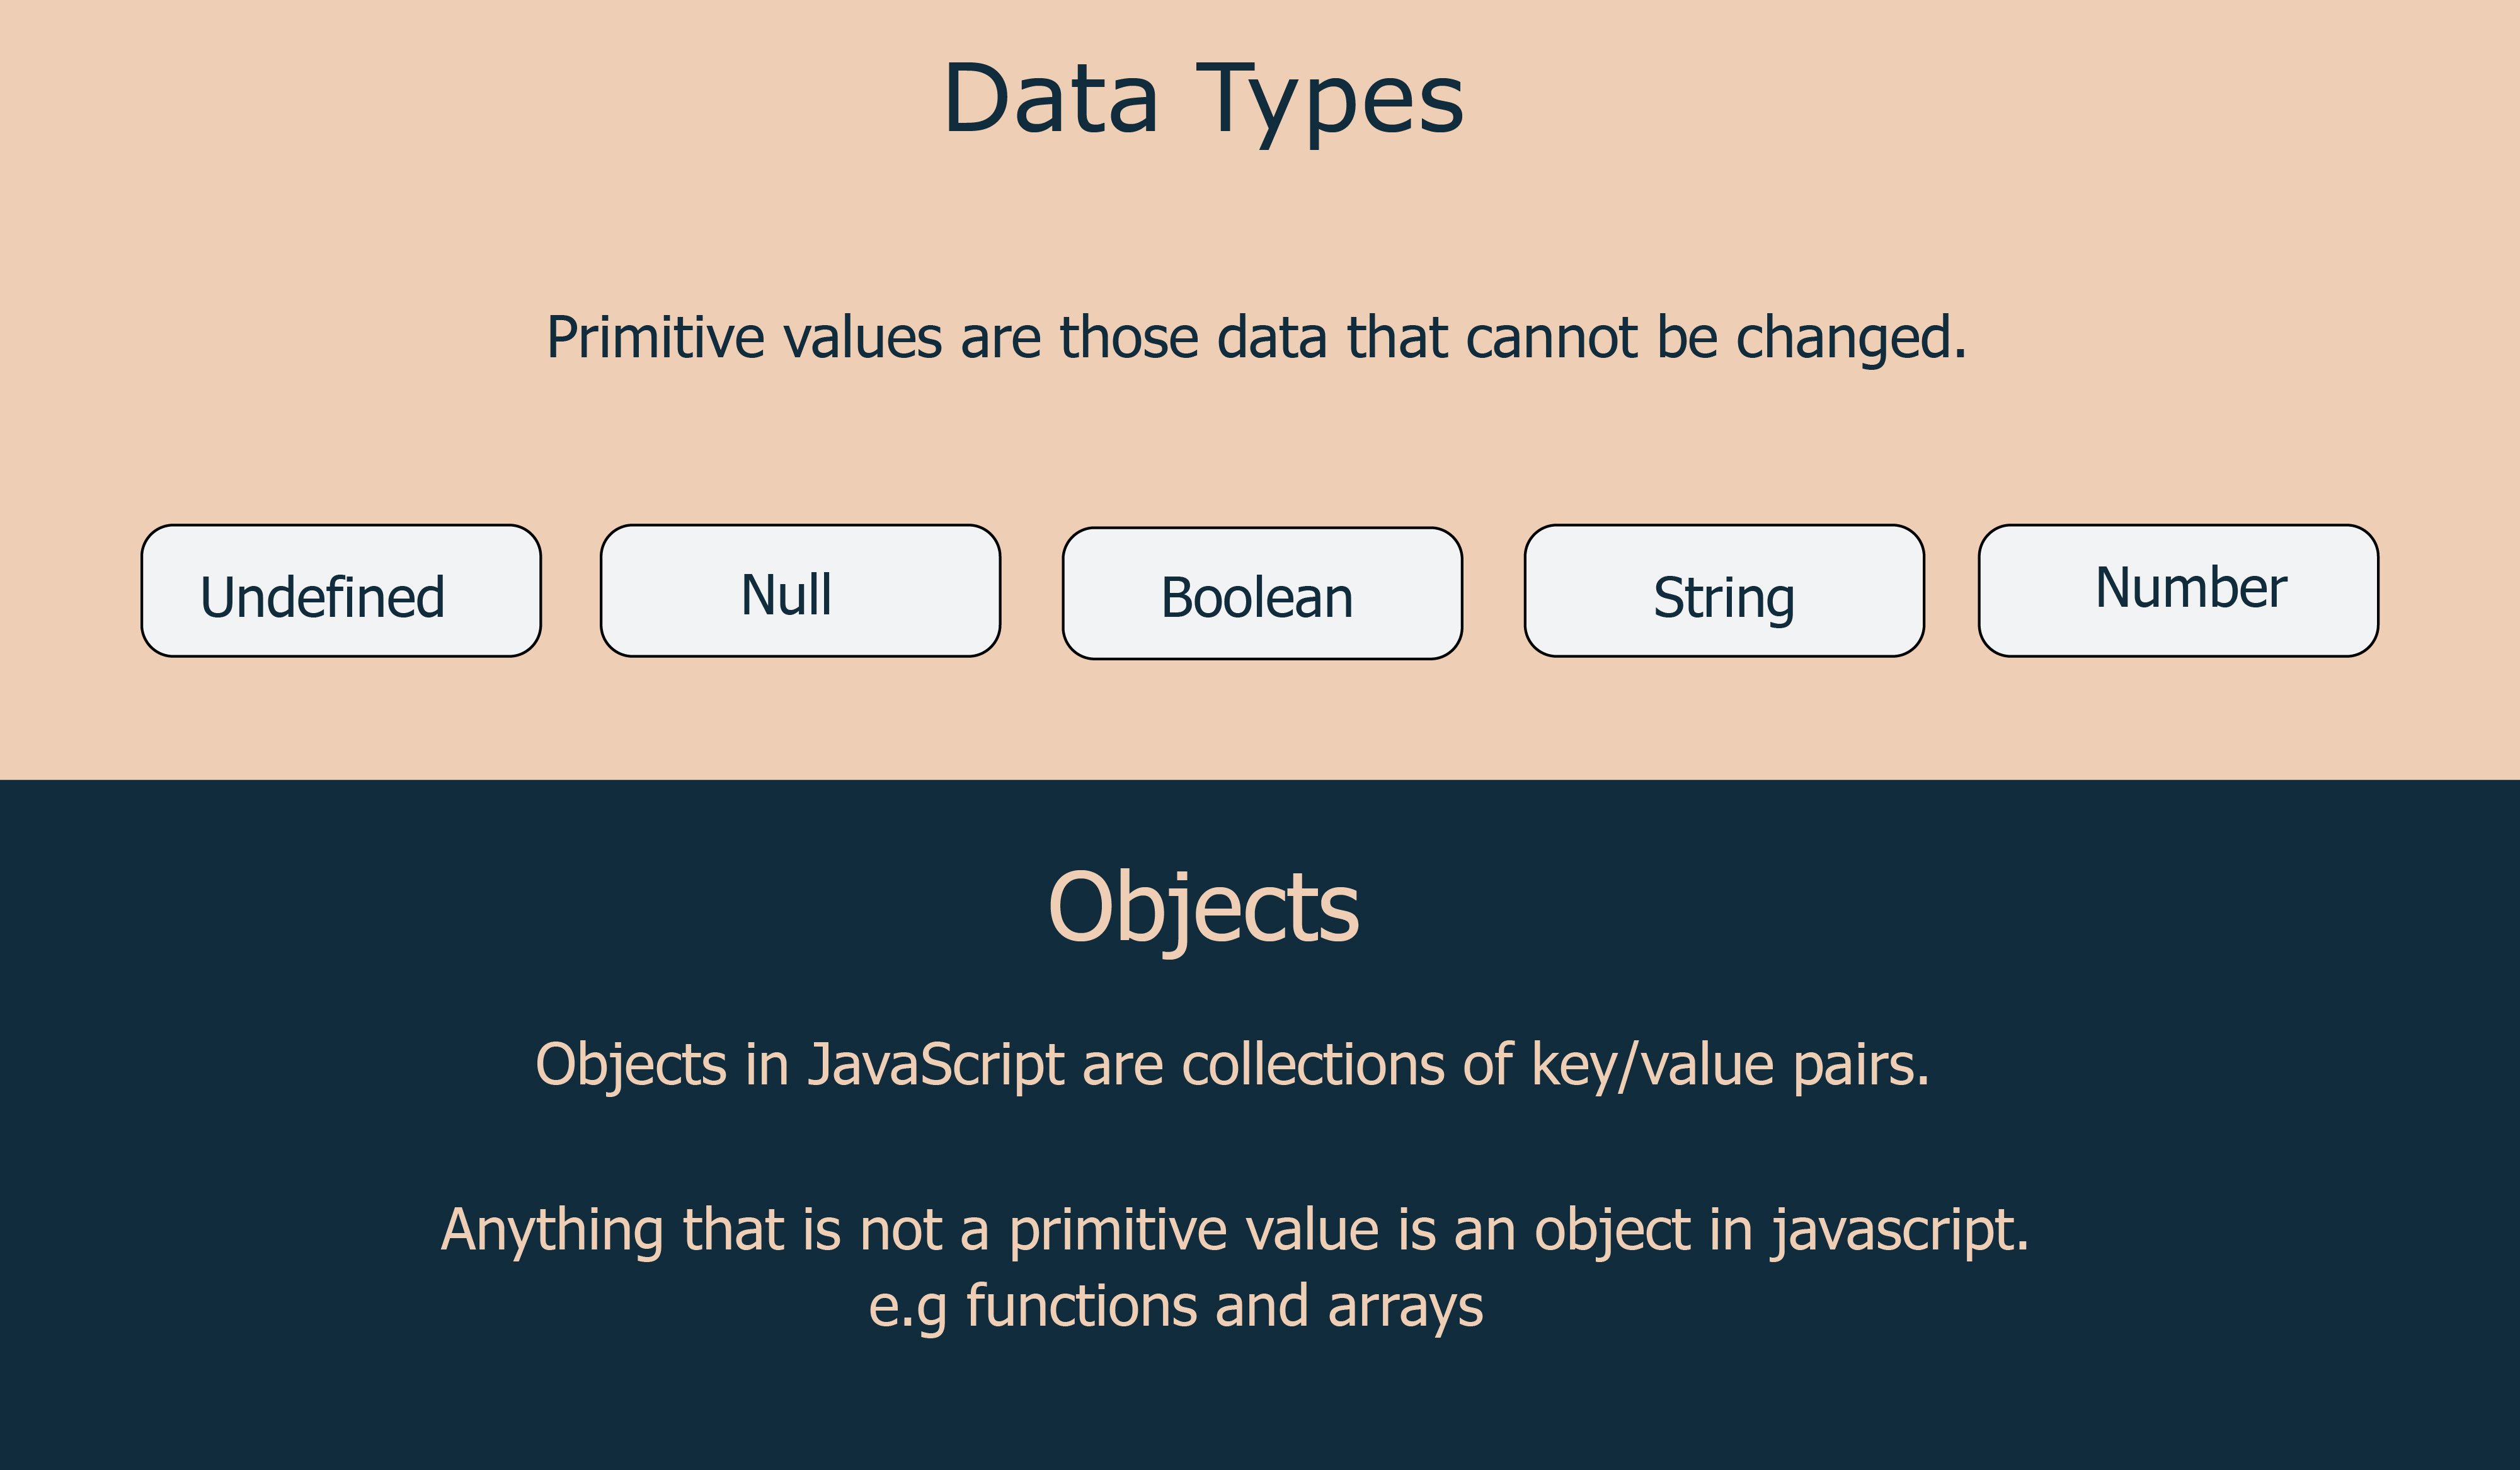 Data Types
Primitive values are those data that cannot be changed.
Undefined
Null
Boolean
String
Number
Objects
Objects in JavaScript are collections of key/value pairs.
Anything that is not a primitive value is an object in javascript.
e.g functions and arrays